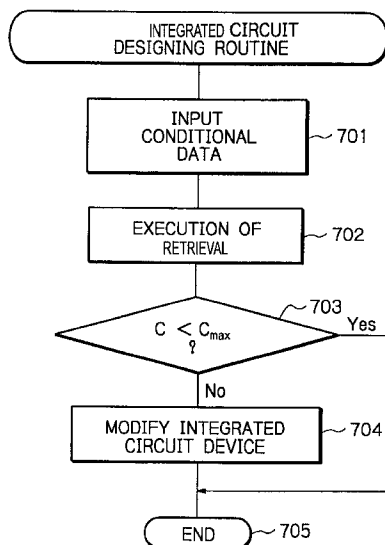 INTEGRATED CIRCUIT
DESIGNING ROUTINE
INPUT
CONDITIONAL
DATA
701
EXECUTION OF
RETRIEVAL
702
703
C < Cmax
?
Yes
No
MODIFY INTEGRATED
CIRCUIT DEVICE
704
END
705